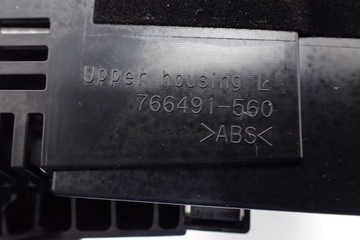 Upper housing L
766491-560
>ABS<